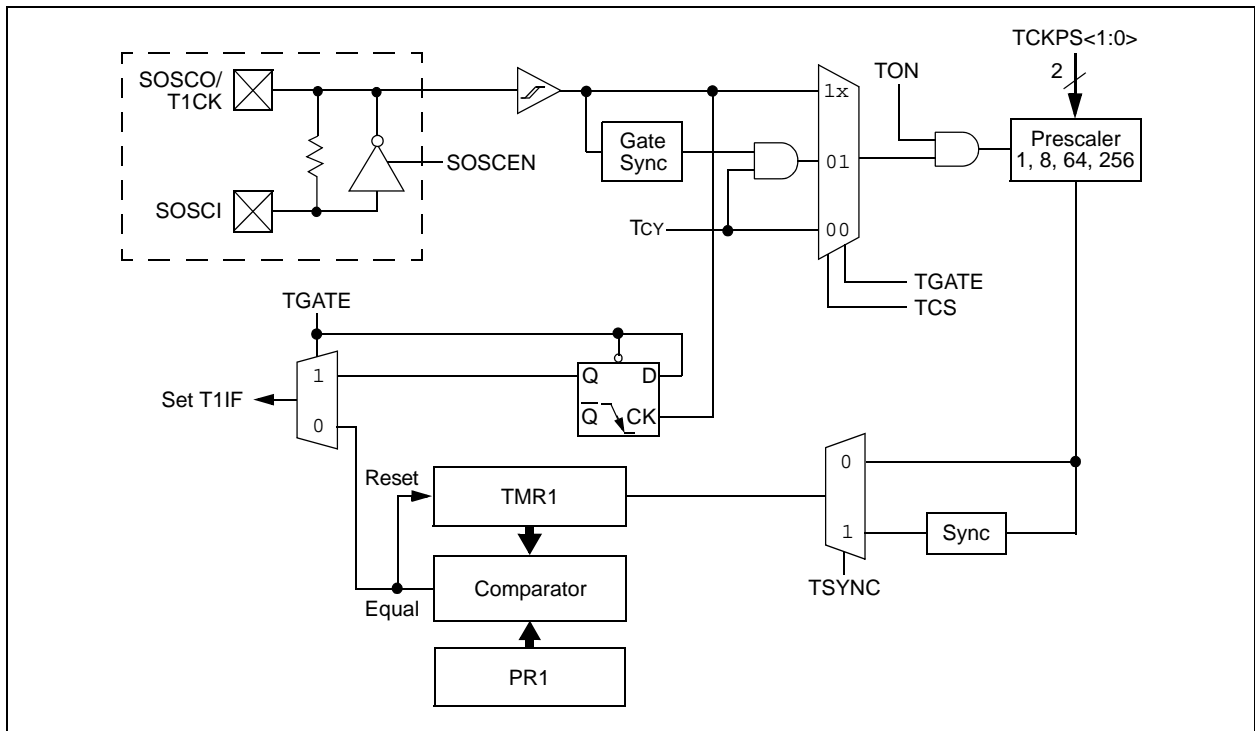 TCKPS<1:0>
SOSCO/
T1CK
TON
2
1x
Prescaler
1, 8, 64, 256
Gate
Sync
SOSCEN
01
SOSCI
TCY
00
TGATE
TCS
TGATE
1
Q
D
Set T1IF
Q
CK
0
Reset
TMR1
0
1
Sync
Comparator
TSYNC
Equal
PR1